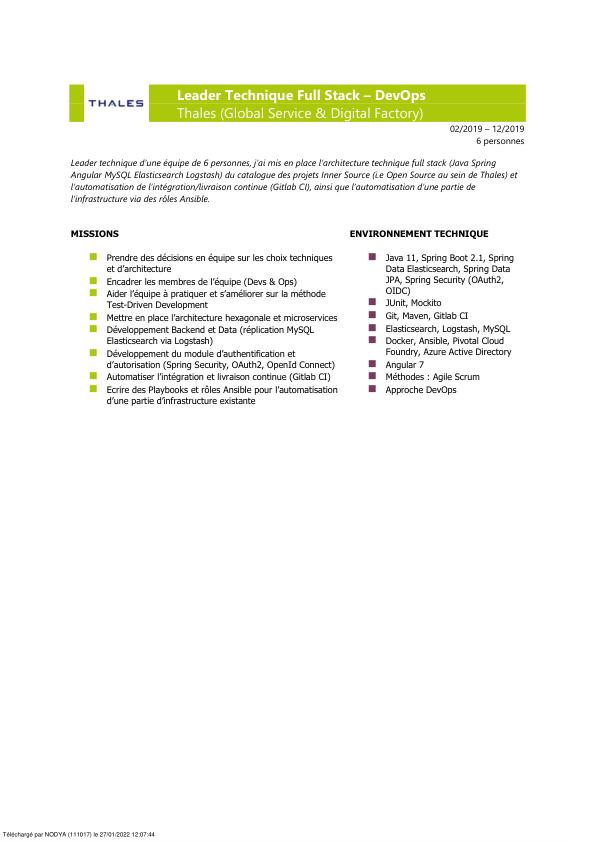 THALES
Leader Technique Full Stack – DevOps
Thales (Global Service & Digital Factory)
02/2019 – 12/2019
6 personnes
Leader technique d'une équipe de 6 personnes, j'ai mis en place l'architecture technique full stack (Java Spring
Angular MySQL Elasticsearch Logstash) du catalogue des projets Inner Source (i.e Open Source au sein de Thales) et
l'automatisation de l'intégration/livraison continue (Gitlab CI), ainsi que l'automatisation d'une partie de
l'infrastructure via des rôles Ansible.
MISSIONS
Prendre des décisions en équipe sur les choix techniques
et d'architecture
Encadrer les membres de l'équipe (Devs & Ops)
Aider l'équipe à pratiquer et s'améliorer sur la méthode
Test-Driven Development
Mettre en place l'architecture hexagonale et microservices
Développement Backend et Data (réplication MySQL
Elasticsearch via Logstash)
Développement du module d'authentification et
d'autorisation (Spring Security, OAuth2, OpenId Connect)
Automatiser l'intégration et livraison continue (Gitlab CI)
Ecrire des Playbooks et rôles Ansible pour l'automatisation
d'une partie d'infrastructure existante
ENVIRONNEMENT TECHNIQUE
Java 11, Spring Boot 2.1, Spring
Data Elasticsearch, Spring Data
JPA, Spring Security (OAuth2,
OIDC)
JUnit, Mockito
Git, Maven, Gitlab CI
Elasticsearch, Logstash, MySQL
Docker, Ansible, Pivotal Cloud
Foundry, Azure Active Directory
Angular 7
Méthodes : Agile Scrum
Approche DevOps
Téléchargé par NODYA (111017) le 27/01/2022 12:07:44